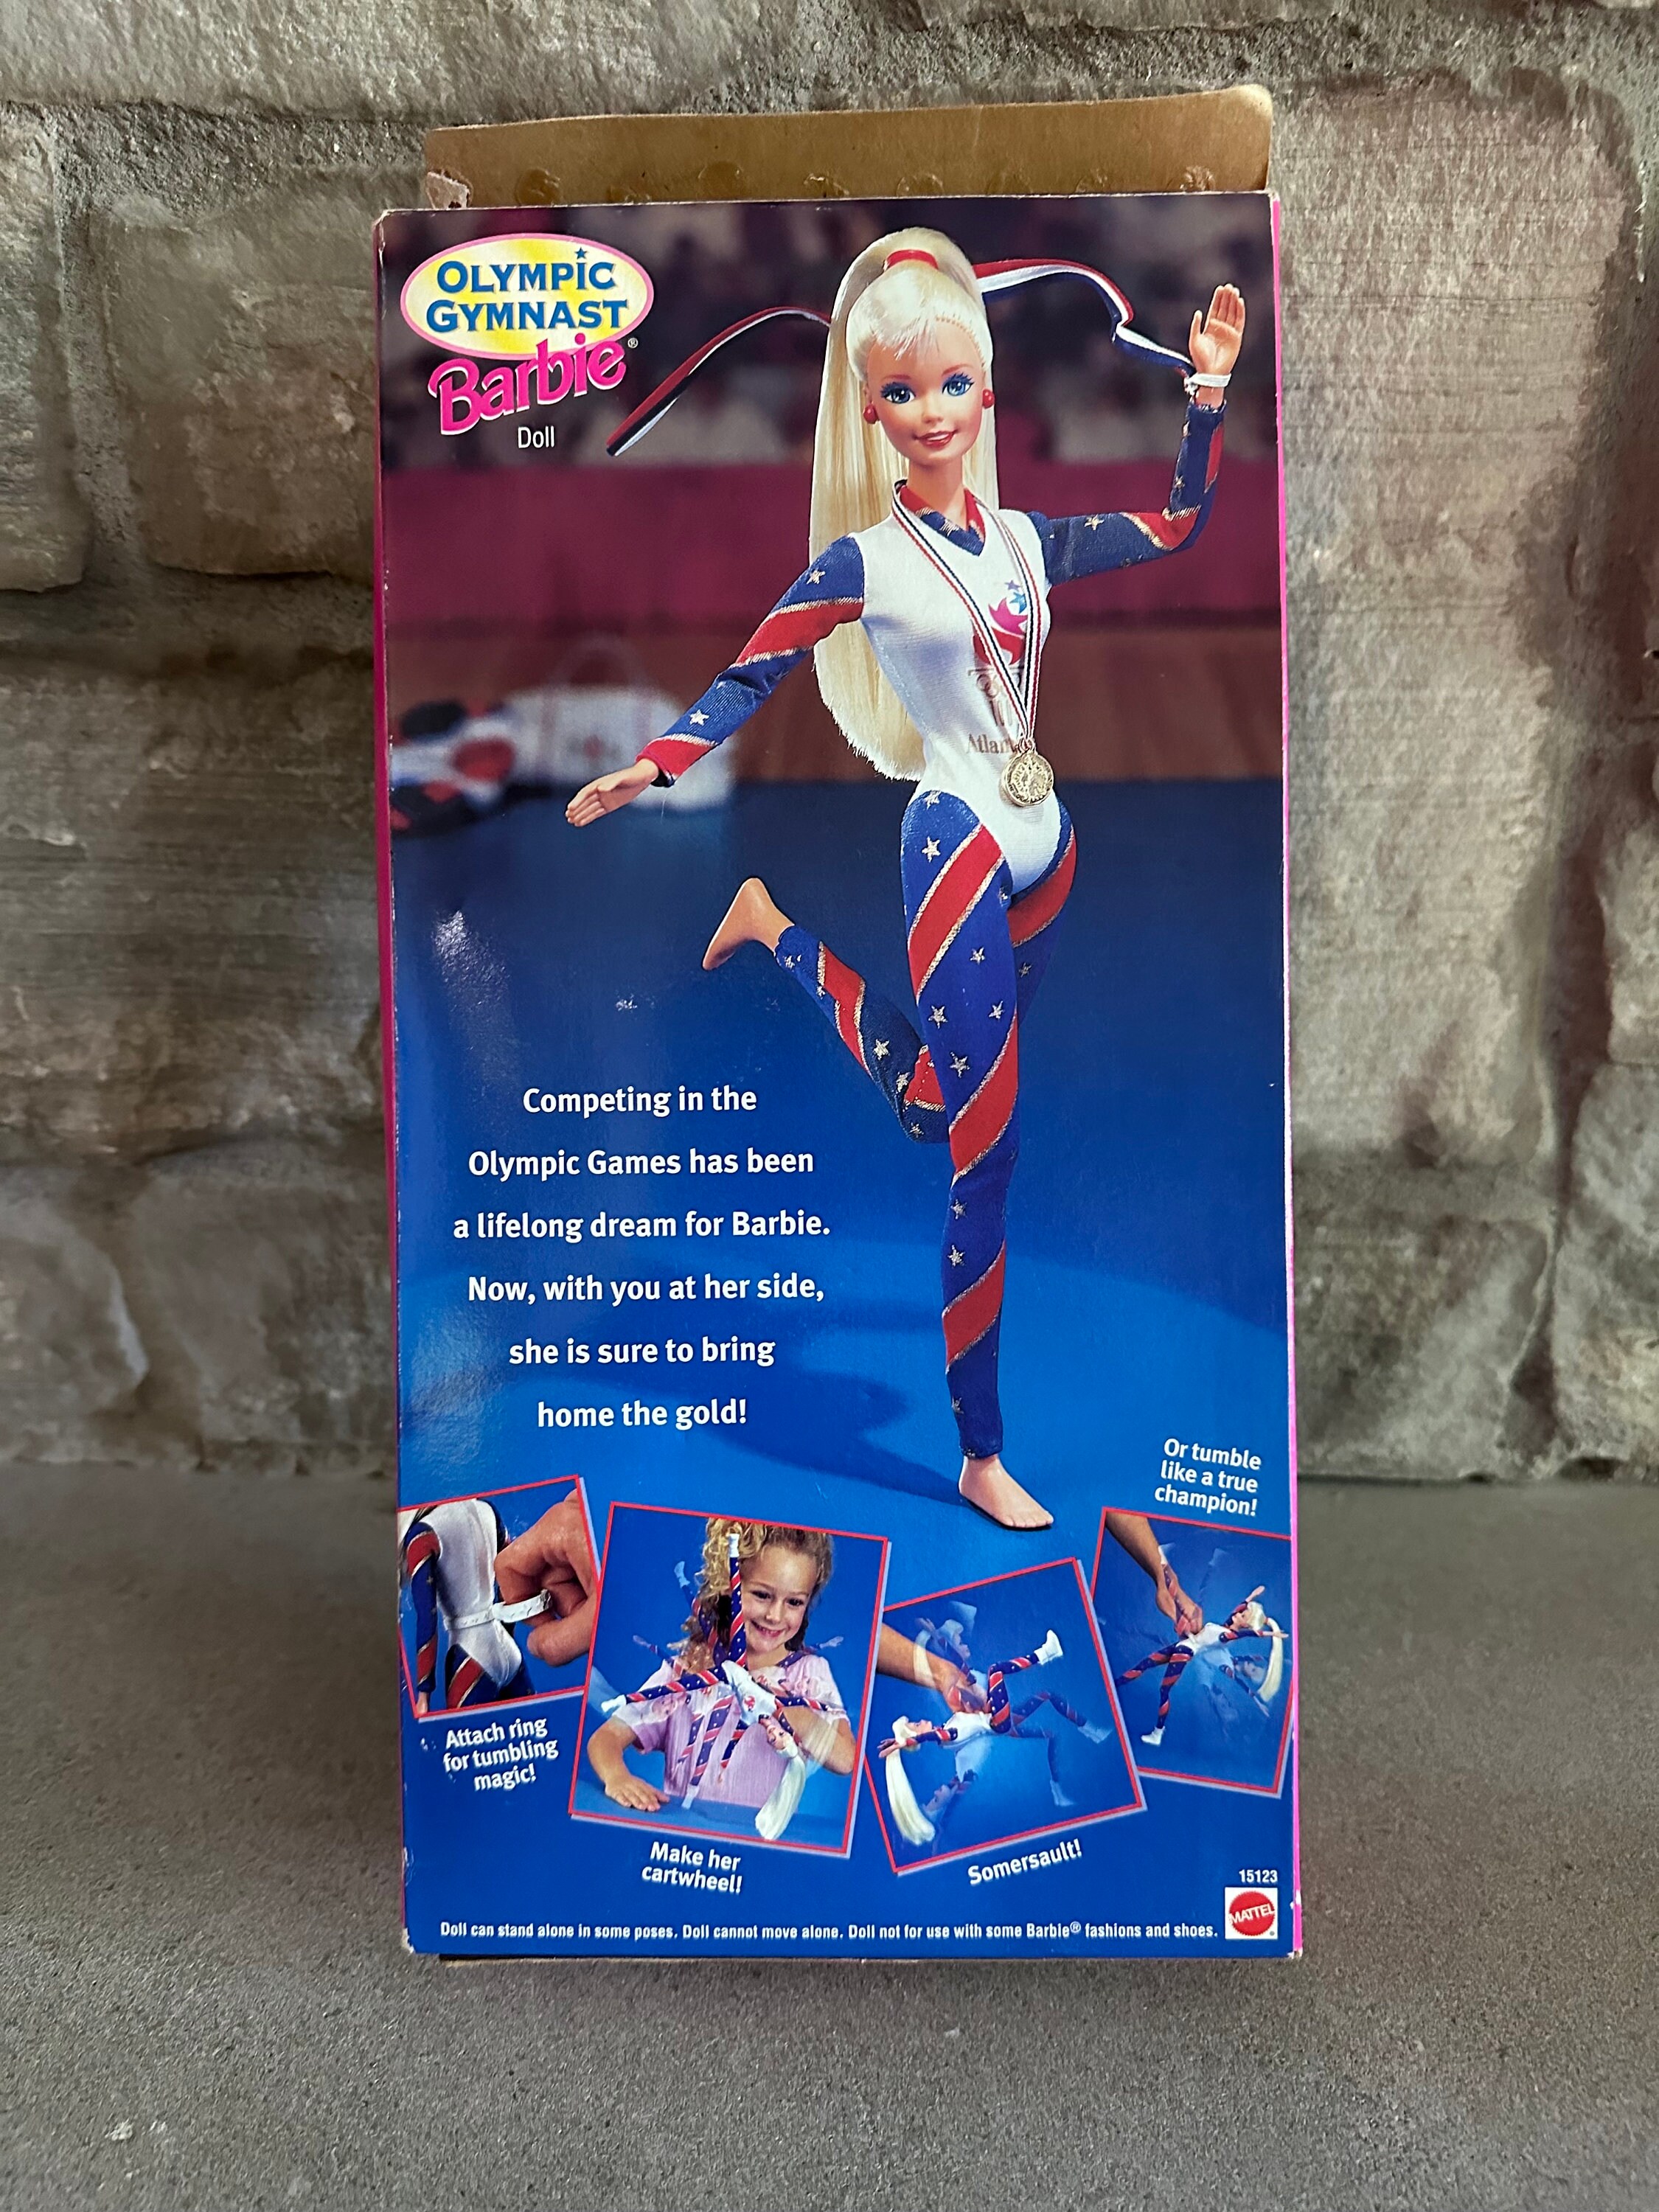 OLYMPIC
GYMNAST
Barbie®
Doll
Competing in the
Olympic Games has been
a lifelong dream for Barbie.
Now, with you at her side,
she is sure to bring
home the gold!
Or tumble
like a true
champion!
Attach ring
for tumbling
magic!
Make her
cartwheel!
Somersault!
15123
MATTEL
Doll can stand alone in some poses. Doll cannot move alone. Doll not for use with some Barbie® fashions and shoes.